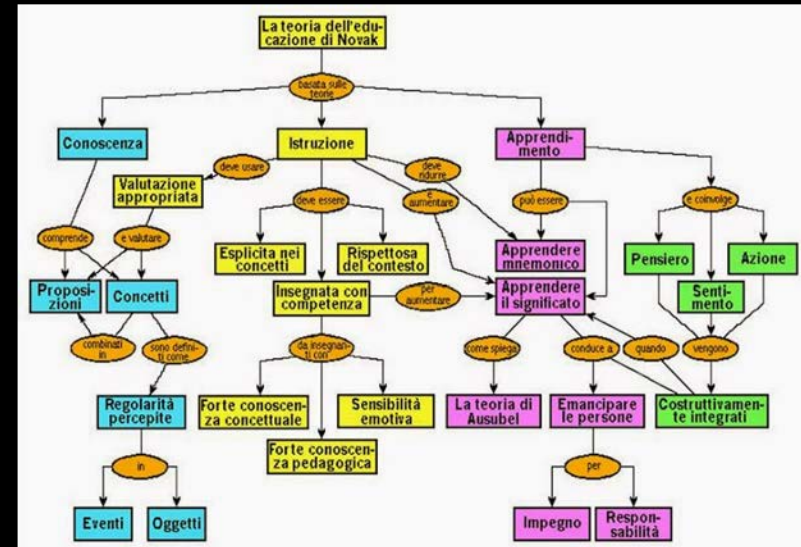 La teoria dell'edu-
cazione di Novak
basata sulle
teorie
Conoscenza
Istruzione
Apprendi-
mento
deve usare
deve
ridurre
Valutazione
appropriata
deve essere
e
aumentare
può essere
e coinvolge
comprende
e valutare
Esplicita nei
concetti
Rispettosa
del contesto
Apprendere
mnemonico
Pensiero
Azione
Proposi-
zioni
Concetti
Insegnata con
competenza
per
aumentare
Apprendere
il significato
Senti-
mento
combinati
in
sono defini-
ti come
da insegnan-
ti con
come spiega
conduce a
quando
vengono
Regolarità
percepite
Forte conoscen-
za concettuale
Sensibilità
emotiva
La teoria di
Ausubel
Emancipare
le persone
Costruttivamen-
te integrati
Forte conoscen-
za pedagogica
in
per
Eventi
Oggetti
Impegno
Respon-
sabilità